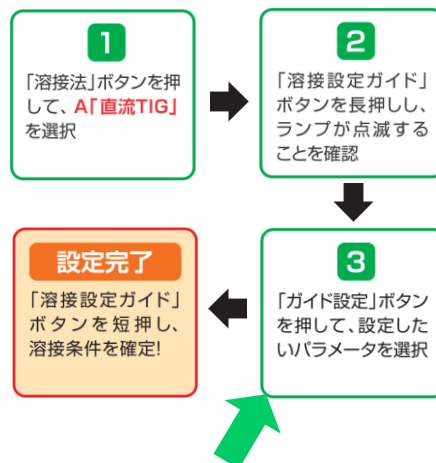 1
「溶接法」ボタンを押
して、A「直流TIG」
を選択
2
「溶接設定ガイド」
ボタンを長押しし、
ランプが点滅する
ことを確認
3
「ガイド設定」ボタン
を押して、設定した
いパラメータを選択
設定完了
「溶接設定ガイド」
ボタンを短押し、
溶接条件を確定!